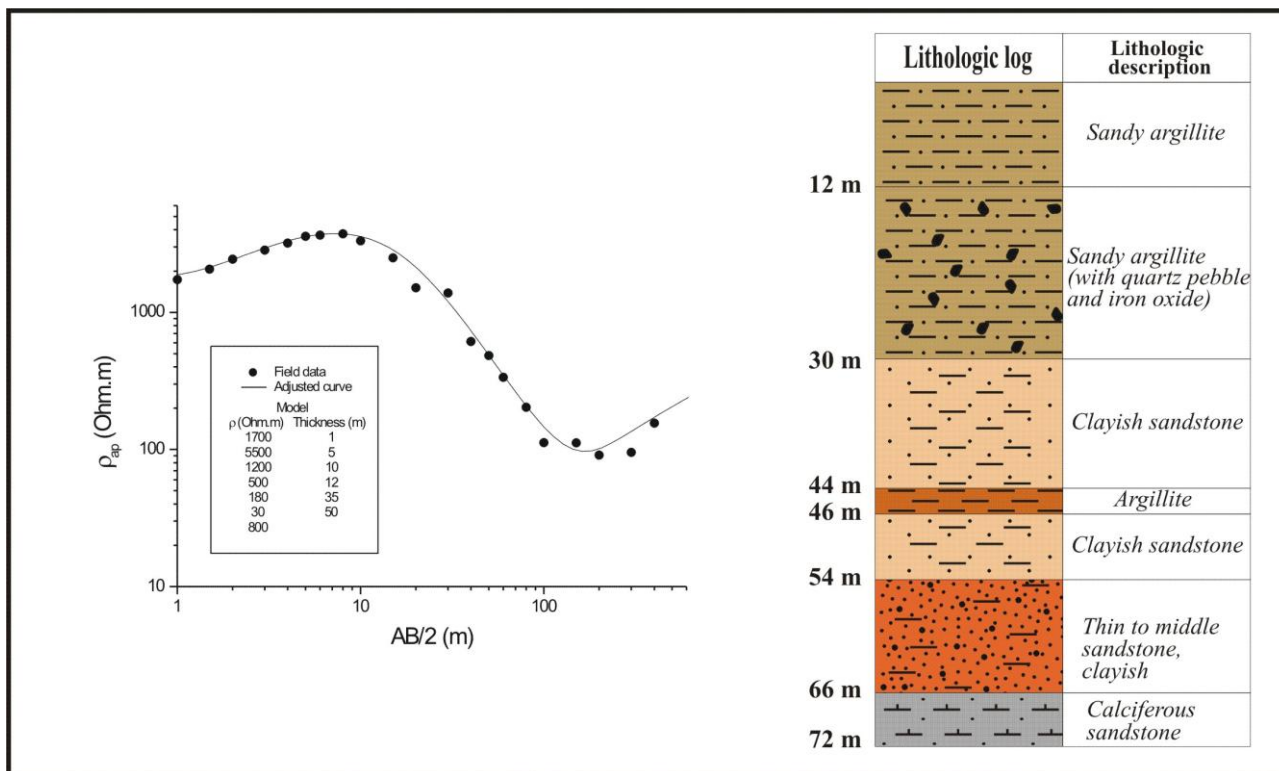 1000
100
10
1
10
100
ρap (Ohm.m)
AB/2 (m)
Field data
Adjusted curve
Model
ρ (Ohm.m) Thickness (m)
1700 1
5500 5
1200 10
500 12
180 35
30 50
800
Lithologic log
Lithologic
description
Sandy argillite
12 m
Sandy argillite
(with quartz pebble
and iron oxide)
30 m
Clayish sandstone
44 m
Argillite
46 m
Clayish sandstone
54 m
Thin to middle
sandstone,
clayish
66 m
Calciferous
sandstone
72 m